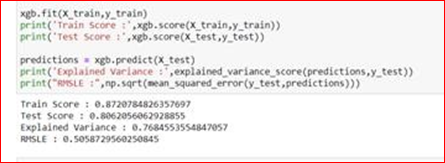 xgb.fit(X_train,y_train)
print('Train Score :',xgb.score(X_train,y_train))
print('Test Score :',xgb.score(X_test,y_test))
predictions = xgb.predict(X_test)
print('Explained Variance :',explained_variance_score(predictions,y_test))
print("RMSLE :",np.sqrt(mean_squared_error(y_test,predictions)))
Train Score : 0.8720784826357697
Test Score : 0.8062056062928855
Explained Variance : 0.7684553554847057
RMSLE : 0.5058729560250845